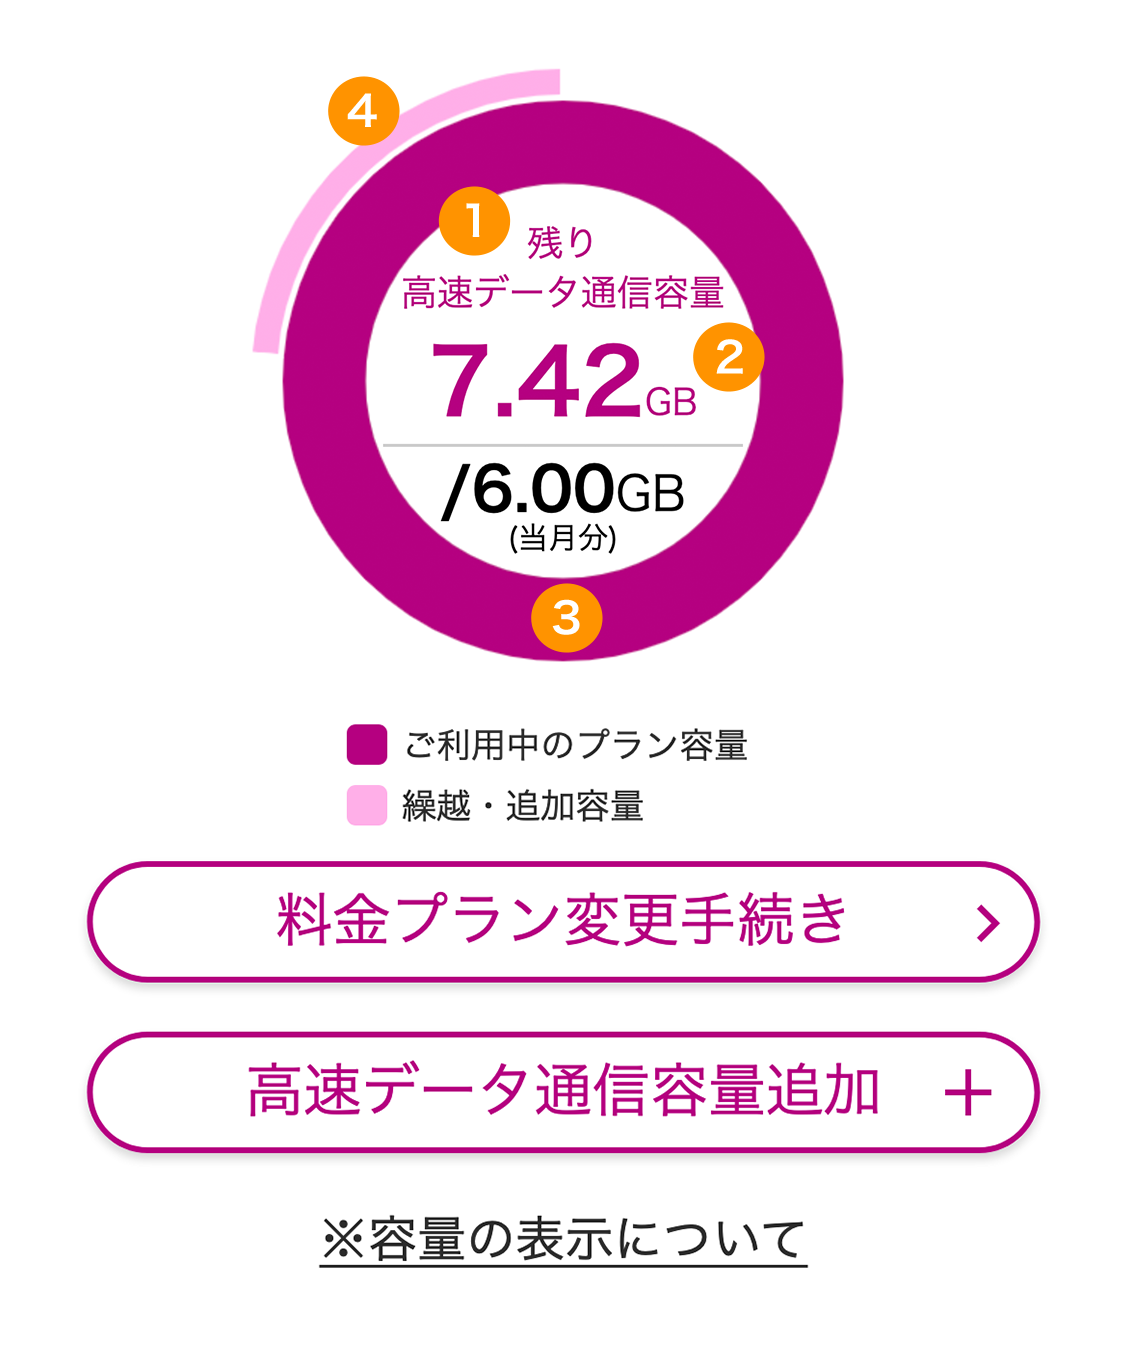 4
1
残り
高速データ通信容量
7.42GB
2
/6.00GB
(当月分)
3
ご利用中のプラン容量
繰越・追加容量
料金プラン変更手続き
高速データ通信容量追加
※容量の表示について